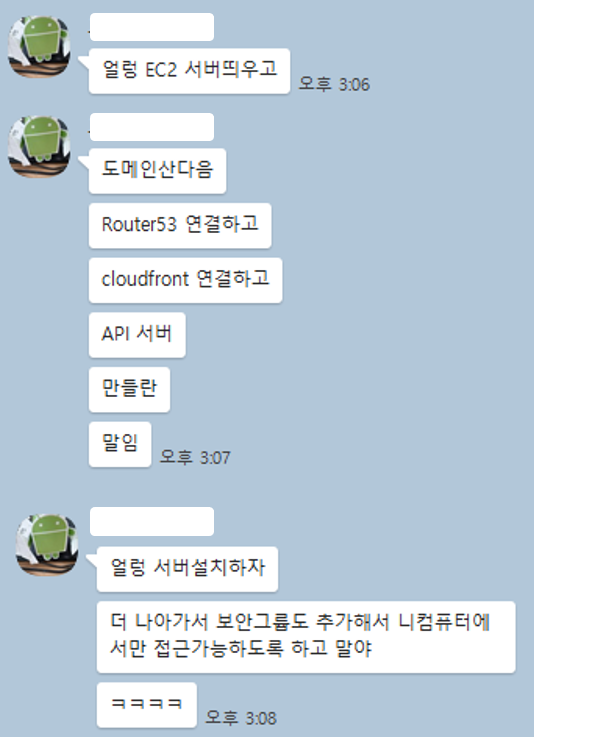 얼렁 EC2 서버띄우고
오후 3:06
도메인산다음
Router53 연결하고
cloudfront 연결하고
API 서버
만들란
말임
오후 3:07
얼렁 서버설치하자
더 나아가서 보안그룹도 추가해서 니컴퓨터에
서만 접근가능하도록 하고 말야
ㅋㅋㅋㅋ
오후 3:08